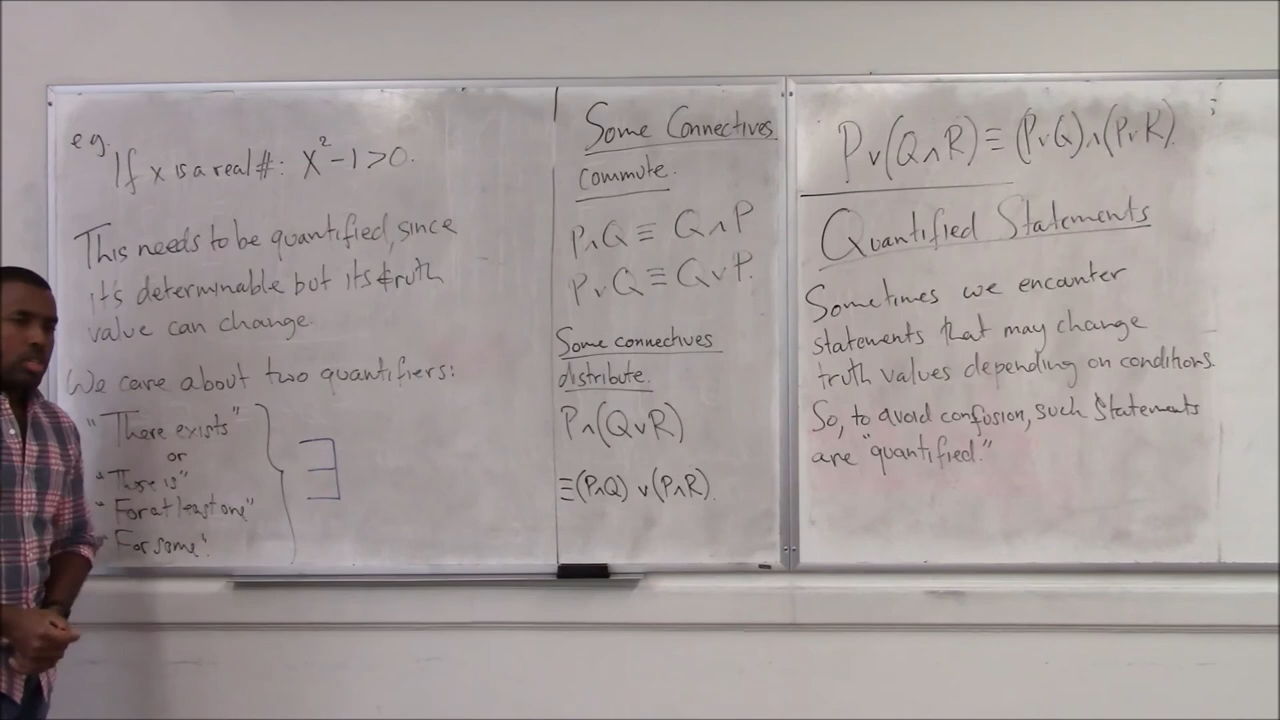 eg.
If x is a real #: X²-1>0.
This needs to be quantified, since
it's determinable but its truth
value can change.
We care about two quantifiers:
"There exists"
or
"There is"
"For at least one"
"For some".
∃
Some Connectives
commute.
P∧Q ≡ Q∧P
P∨Q ≡ Q∨P.
Some connectives
distribute.
P∧(Q∨R)
≡(P∧Q) ∨(P∧R).
P∨(Q∧R) ≡ (P∨Q)∧(P∨R). ;
Quantified Statements
Sometimes we encounter
statements that may change
truth values depending on conditions.
So, to avoid confusion, such statements
are "quantified."